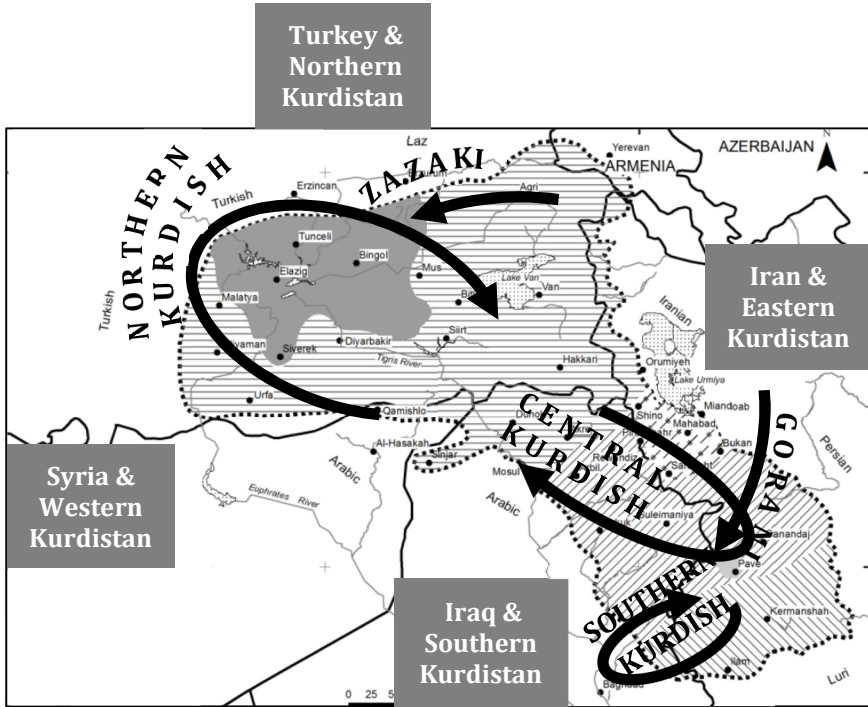 Turkey &
Northern
Kurdistan
Laz
Yerevan
ARMENIA
AZERBAIJAN
N
NORTHERN
KURDISH
ZAZAKI
Turkish
Erzincan
Agri
Tunceli
Bingol
Elazig
Mus
Lake Van
Van
Malatya
Turkish
Siirt
Diyarbakir
Siverek
Tigris River
Hakkari
Urfa
Qamishlo
Iranian
Iran &
Eastern
Kurdistan
Orumiyeh
Lake Urmiya
Shino
Miandoab
Mahabad
Bukan
GORANI
Persian
CENTRAL
KURDISH
Al-Hasakah
Sinjar
Mosul
Arabic
Arabic
Syria &
Western
Kurdistan
Euphrates River
Suleimaniya
Pave
SOUTHERN
KURDISH
Kermanshah
Ilam
Luri
Iraq &
Southern
Kurdistan
0 25